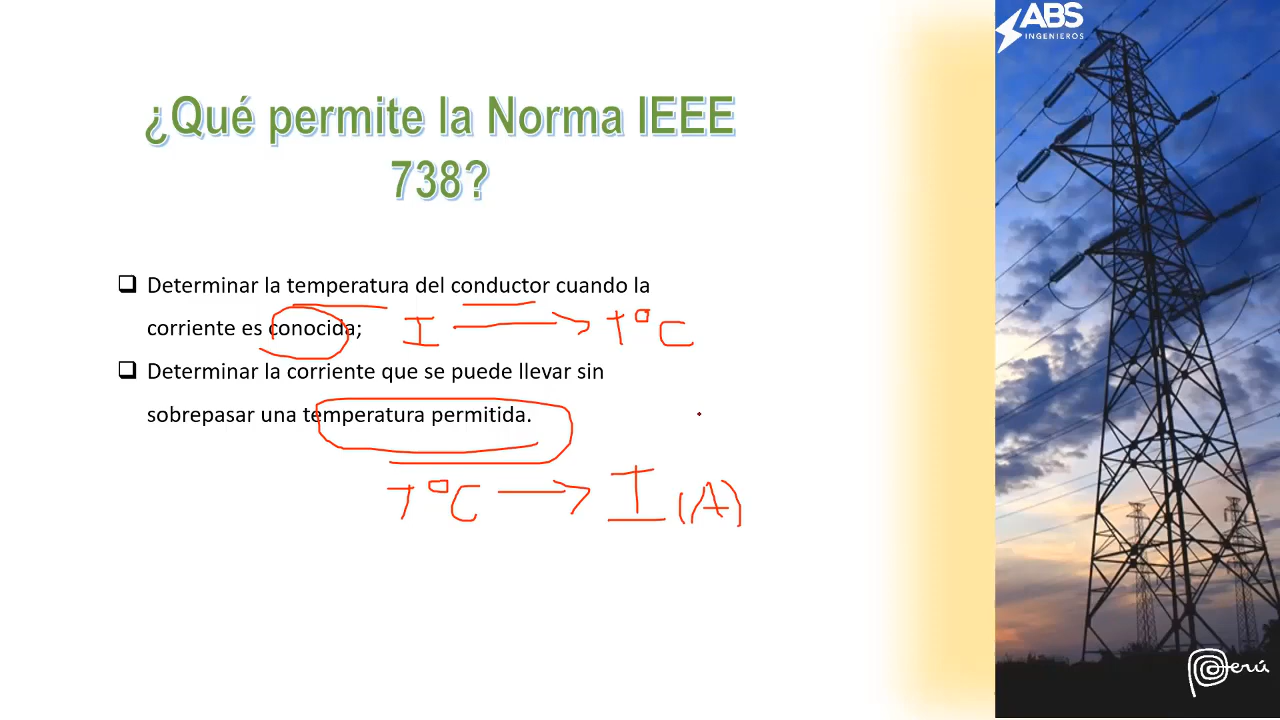 ABS
INGENIEROS
¿Qué permite la Norma IEEE
738?
Determinar la temperatura del conductor cuando la
corriente es conocida;
I → T°C
Determinar la corriente que se puede llevar sin
sobrepasar una temperatura permitida.
T°C → I (A)
Perú